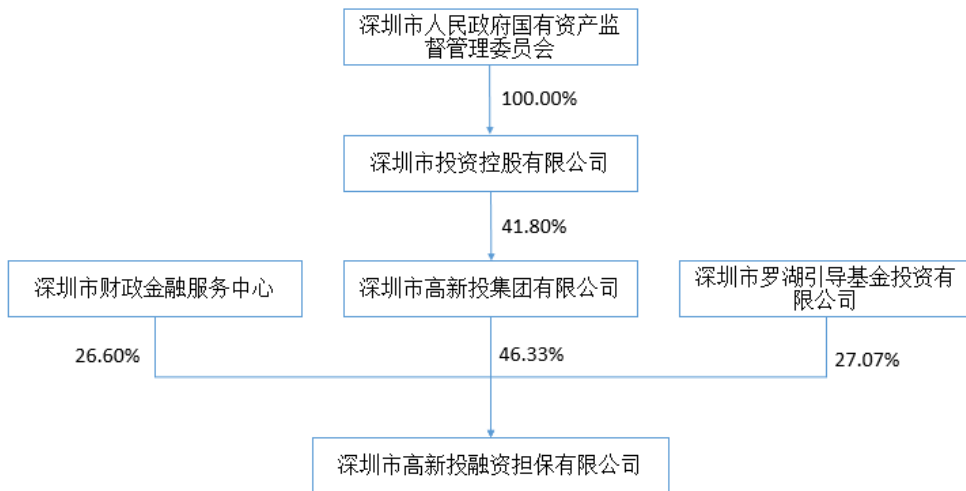 深圳市人民政府国有资产监
督管理委员会
100.00%
深圳市投资控股有限公司
41.80%
深圳市财政金融服务中心
深圳市高新投集团有限公司
深圳市罗湖引导基金投资有
限公司
26.60%
46.33%
27.07%
深圳市高新投融资担保有限公司